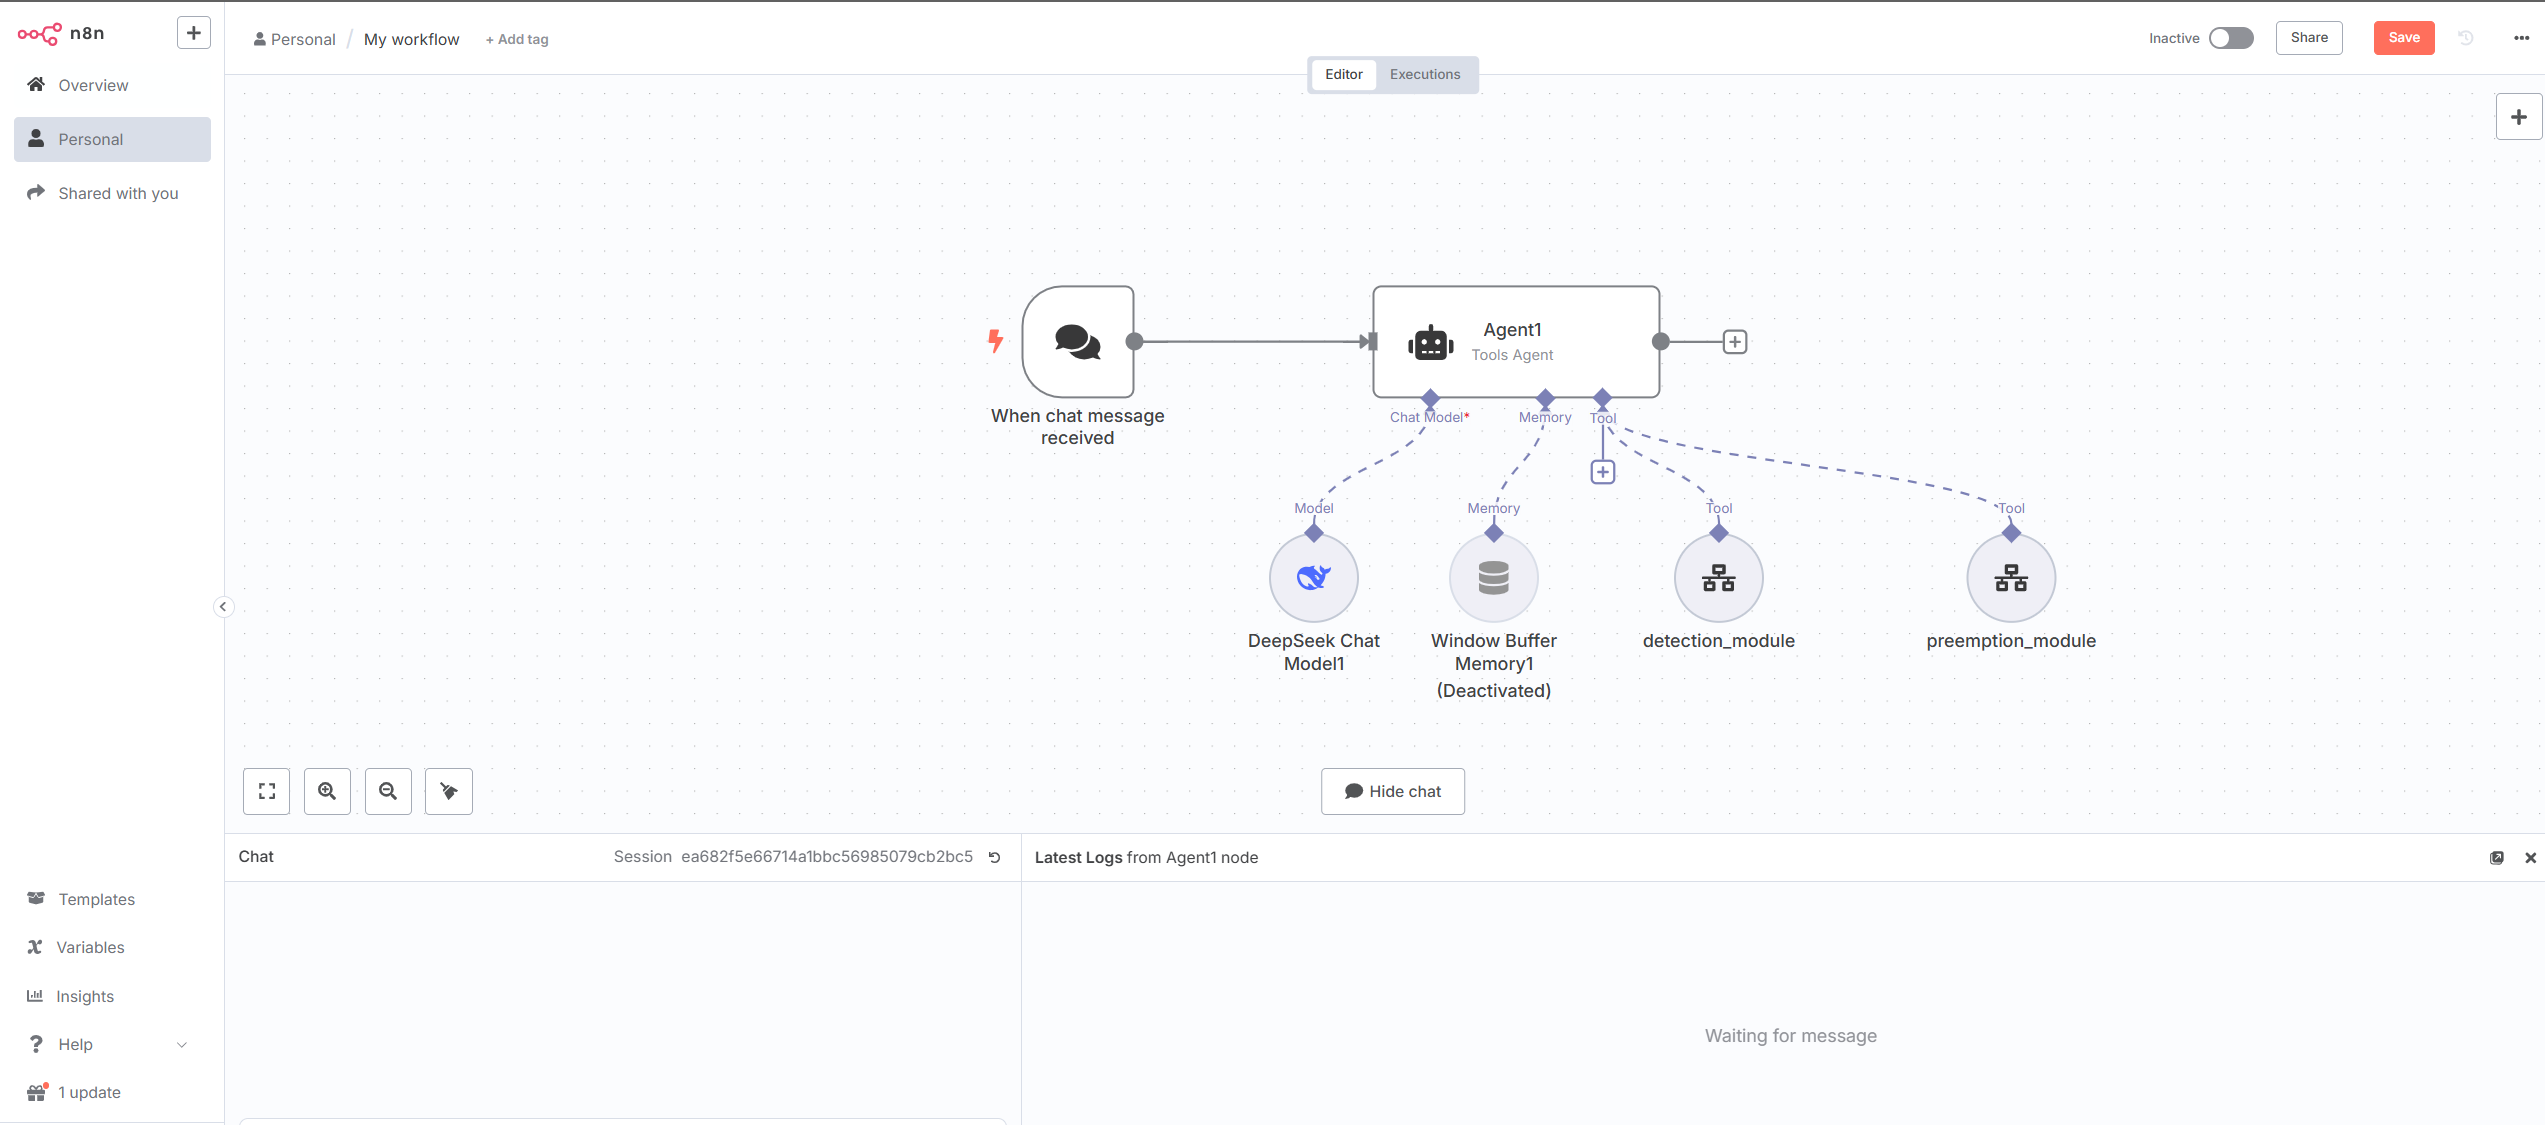 n8n
Overview
Personal
Shared with you
Templates
Variables
Insights
Help
1 update
Personal / My workflow + Add tag
Inactive Share Save
Editor Executions
When chat message
received
Agent1
Tools Agent
Chat Model* Memory Tool
Model Memory Tool Tool
DeepSeek Chat
Model1
Window Buffer
Memory1
(Deactivated)
detection_module
preemption_module
Hide chat
Chat Session ea682f5e66714a1bbc56985079cb2bc5
Latest Logs from Agent1 node
Waiting for message